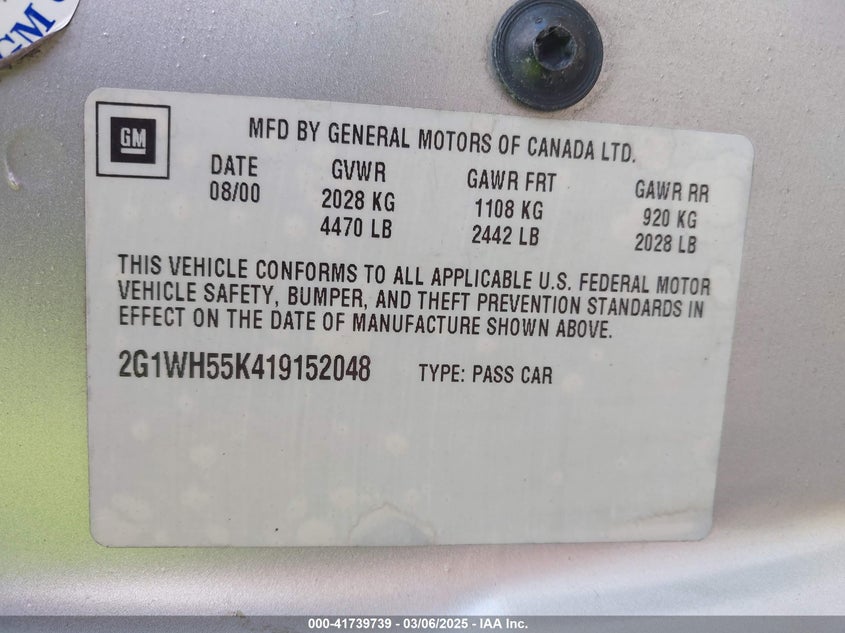 GM
GM
MFD BY GENERAL MOTORS OF CANADA LTD.
DATE GVWR GAWR FRT GAWR RR
08/00 2028 KG 1108 KG 920 KG
4470 LB 2442 LB 2028 LB
THIS VEHICLE CONFORMS TO ALL APPLICABLE U.S. FEDERAL MOTOR
VEHICLE SAFETY, BUMPER, AND THEFT PREVENTION STANDARDS IN
EFFECT ON THE DATE OF MANUFACTURE SHOWN ABOVE.
2G1WH55K419152048 TYPE: PASS CAR
000-41739739 - 03/06/2025 - IAA Inc.